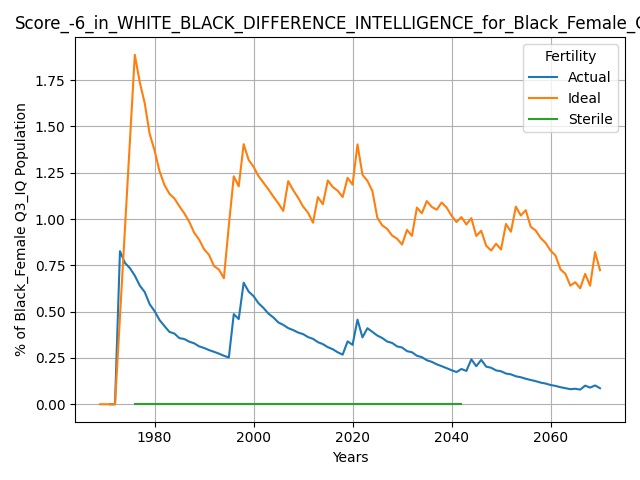 Score_-6_in_WHITE_BLACK_DIFFERENCE_INTELLIGENCE_for_Black_Female_
Fertility
Actual
Ideal
Sterile
1.75
1.50
1.25
1.00
0.75
0.50
0.25
0.00
% of Black_Female Q3_IQ Population
1980
2000
2020
2040
2060
Years